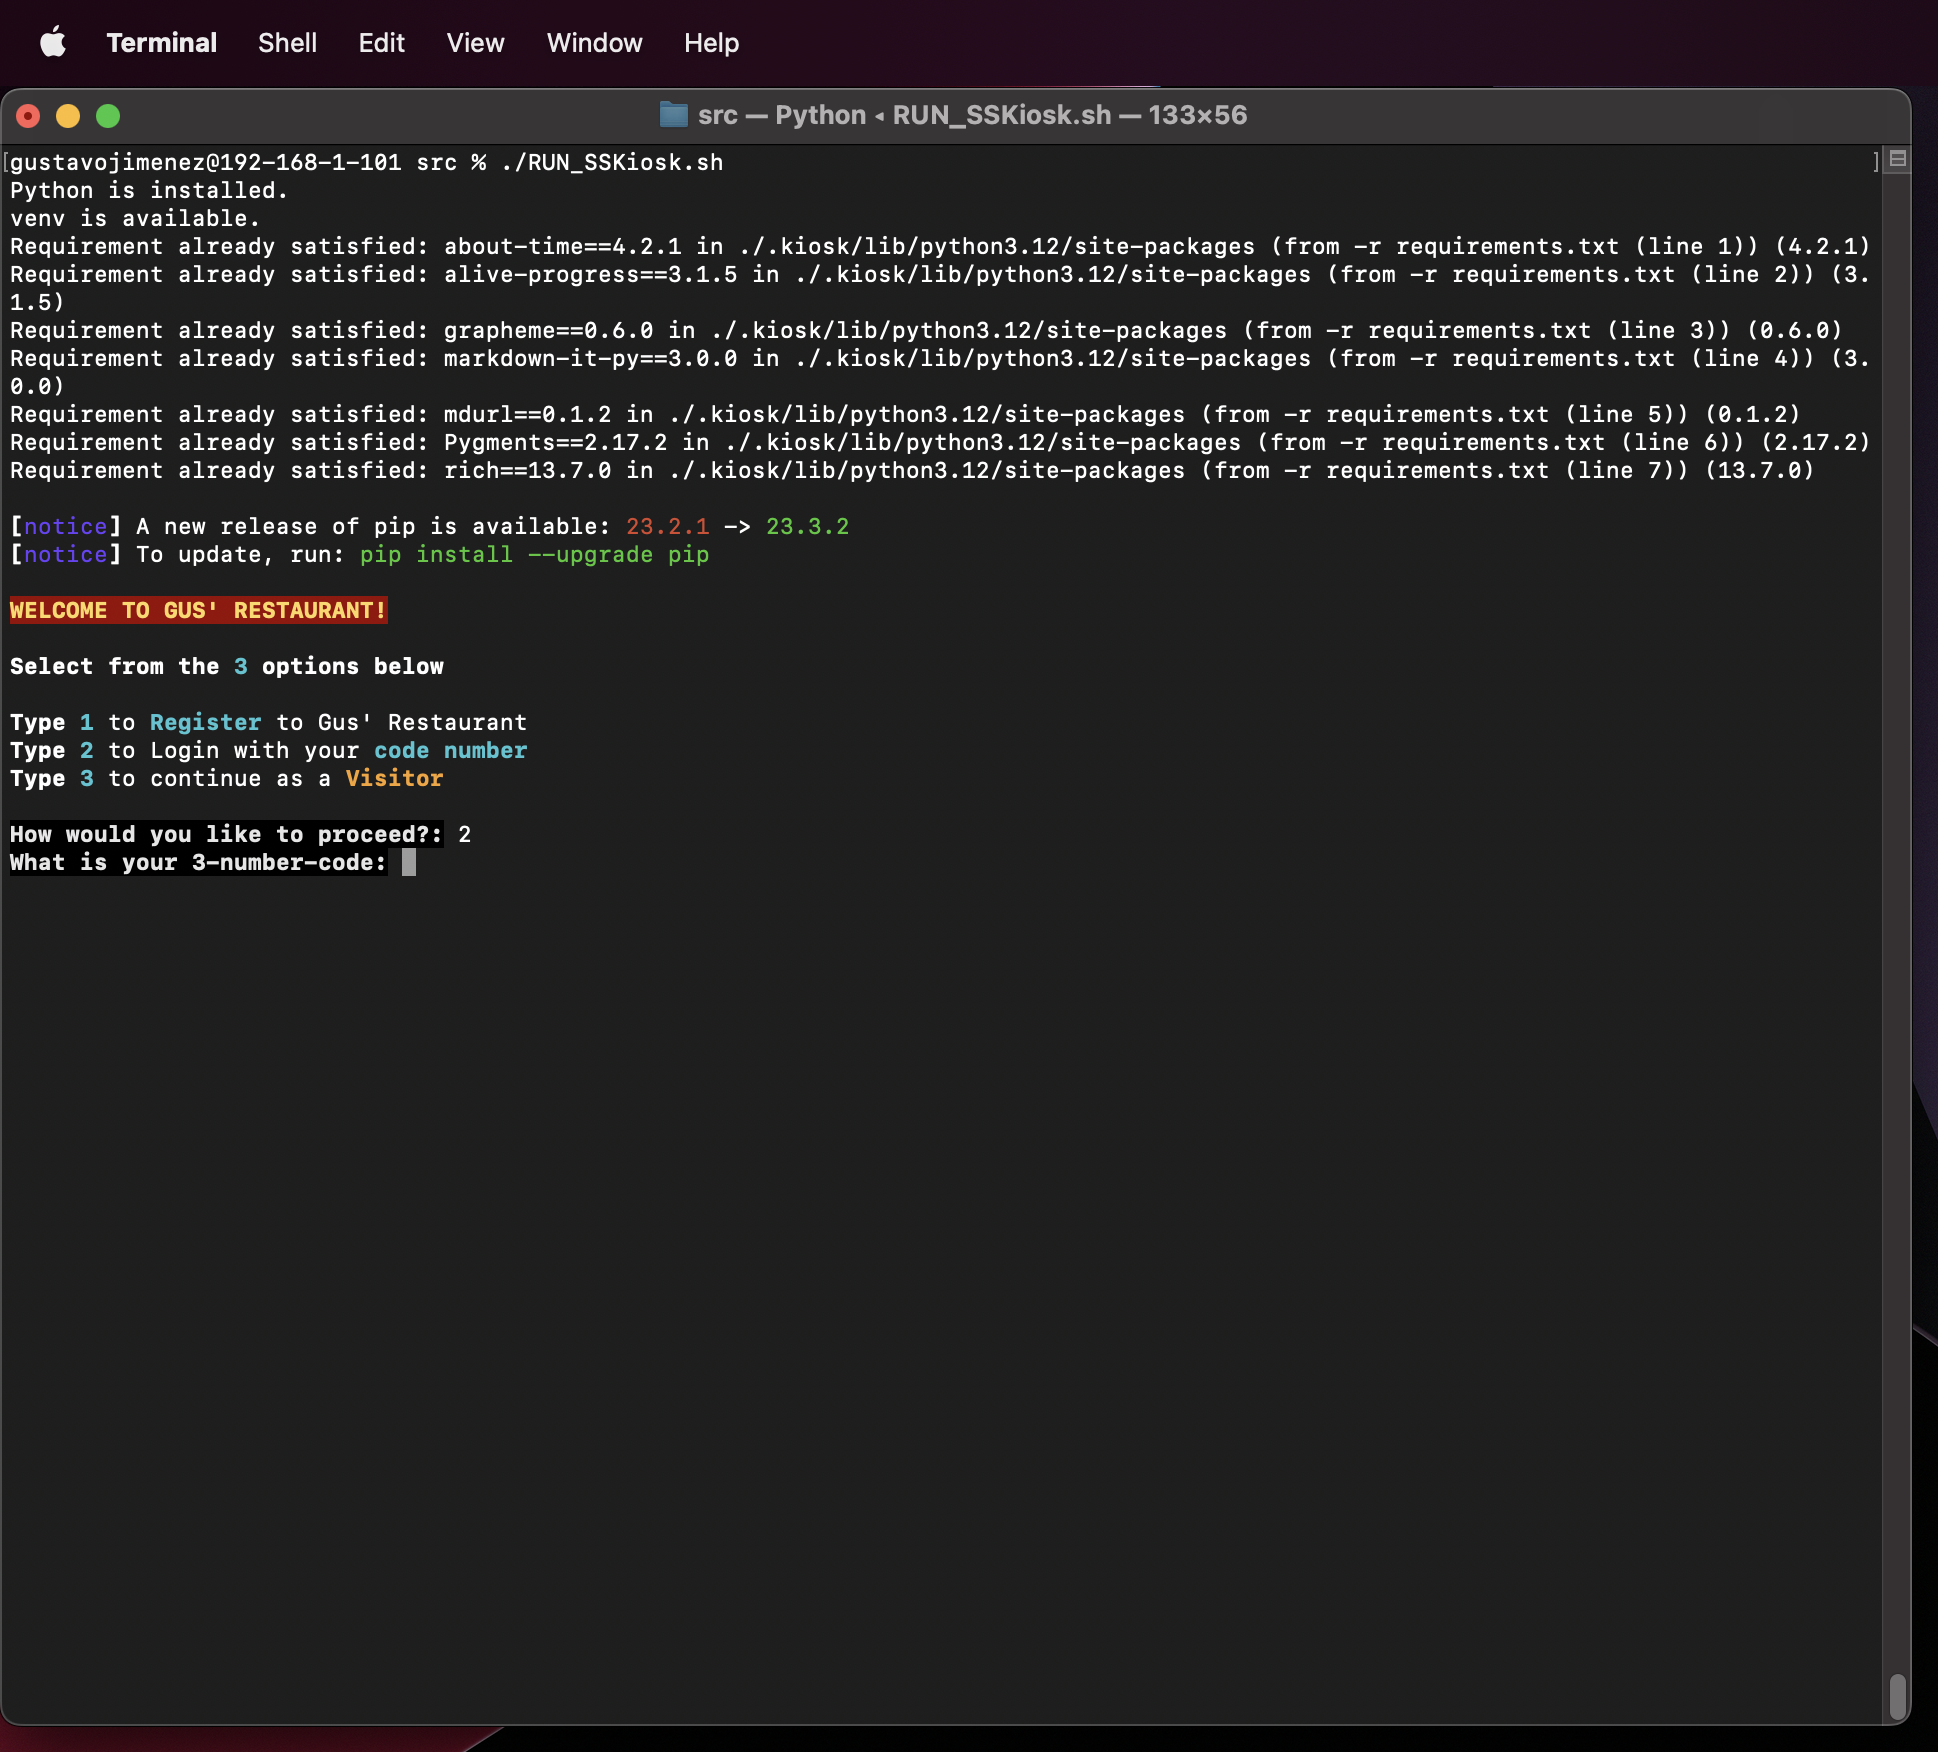 Terminal Shell Edit View Window Help
src — Python ◂ RUN_SSKiosk.sh — 133×56
[gustavojimenez@192-168-1-101 src % ./RUN_SSKiosk.sh ]
Python is installed.
venv is available.
Requirement already satisfied: about-time==4.2.1 in ./.kiosk/lib/python3.12/site-packages (from -r requirements.txt (line 1)) (4.2.1)
Requirement already satisfied: alive-progress==3.1.5 in ./.kiosk/lib/python3.12/site-packages (from -r requirements.txt (line 2)) (3.
1.5)
Requirement already satisfied: grapheme==0.6.0 in ./.kiosk/lib/python3.12/site-packages (from -r requirements.txt (line 3)) (0.6.0)
Requirement already satisfied: markdown-it-py==3.0.0 in ./.kiosk/lib/python3.12/site-packages (from -r requirements.txt (line 4)) (3.
0.0)
Requirement already satisfied: mdurl==0.1.2 in ./.kiosk/lib/python3.12/site-packages (from -r requirements.txt (line 5)) (0.1.2)
Requirement already satisfied: Pygments==2.17.2 in ./.kiosk/lib/python3.12/site-packages (from -r requirements.txt (line 6)) (2.17.2)
Requirement already satisfied: rich==13.7.0 in ./.kiosk/lib/python3.12/site-packages (from -r requirements.txt (line 7)) (13.7.0)
[notice] A new release of pip is available: 23.2.1 -> 23.3.2
[notice] To update, run: pip install --upgrade pip
WELCOME TO GUS' RESTAURANT!
Select from the 3 options below
Type 1 to Register to Gus' Restaurant
Type 2 to Login with your code number
Type 3 to continue as a Visitor
How would you like to proceed?: 2
What is your 3-number-code: